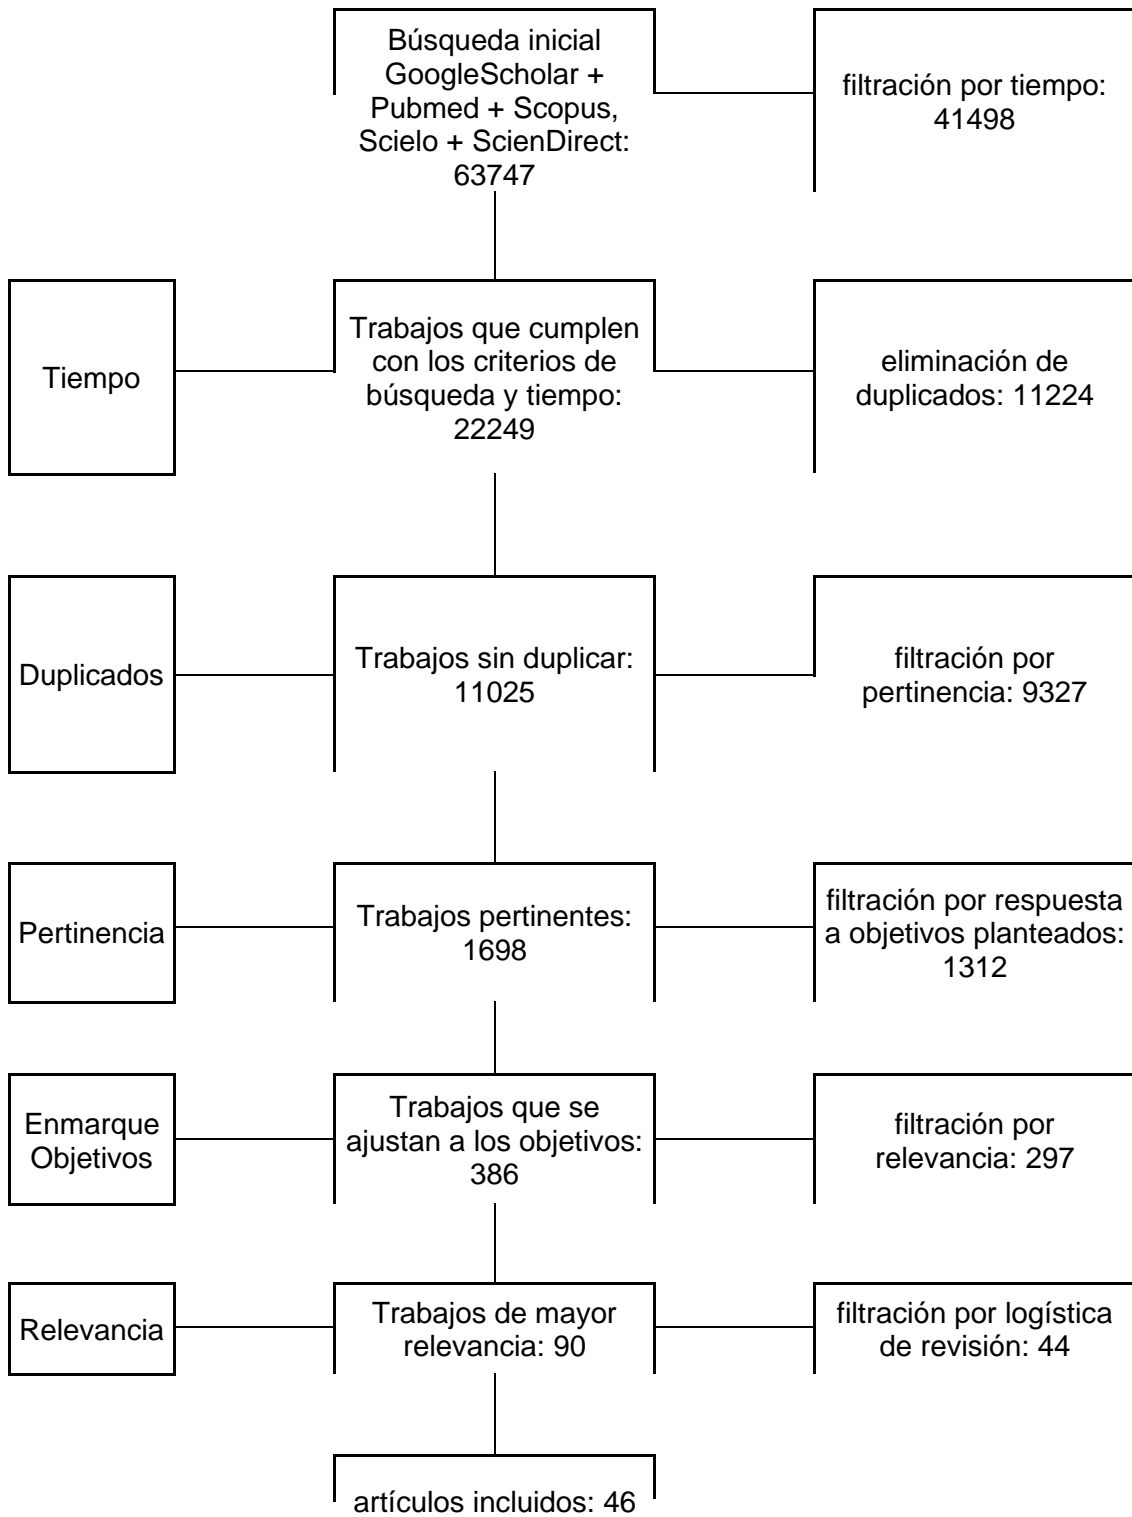 Búsqueda inicial
GoogleScholar +
Pubmed + Scopus,
Scielo + ScienDirect:
63747
filtración por tiempo:
41498
Tiempo
Trabajos que cumplen
con los criterios de
búsqueda y tiempo:
22249
eliminación de
duplicados: 11224
Duplicados
Trabajos sin duplicar:
11025
filtración por
pertinencia: 9327
Pertinencia
Trabajos pertinentes:
1698
filtración por respuesta
a objetivos planteados:
1312
Enmarque
Objetivos
Trabajos que se
ajustan a los objetivos:
386
filtración por
relevancia: 297
Relevancia
Trabajos de mayor
relevancia: 90
filtración por logística
de revisión: 44
artículos incluidos: 46